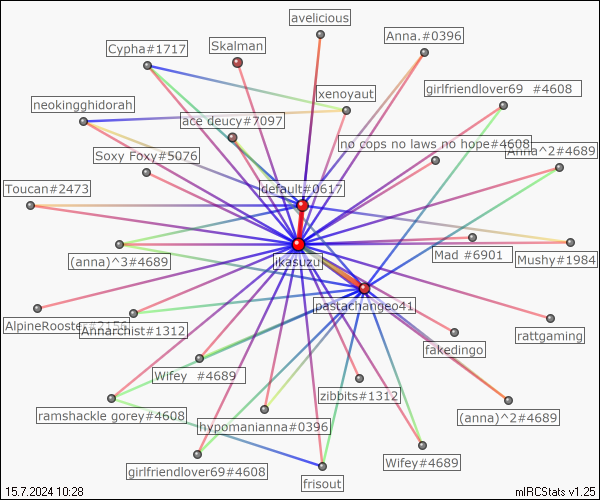 avelicious
Anna.#0396
Cypha#1717
Skalman
girlfriendlover69 #4608
xenoyaut
neokingghidorah
ace deucy#7097
no cops no laws no hope#4608
Anna^2#4689
Soxy Foxy#5076
Toucan#2473
default#0617
(anna)^3#4689
ikasuzu
Mad #6901
Mushy#1984
pastachangeo41
AlpineRooster#2156
Annarchist#1312
rattgaming
fakedingo
Wifey #4689
zibbits#1312
ramshackle gorey#4608
hypomanianna#0396
(anna)^2#4689
girlfriendlover69#4608
Wifey#4689
frisout
15.7.2024 10:28
mIRCStats v1.25